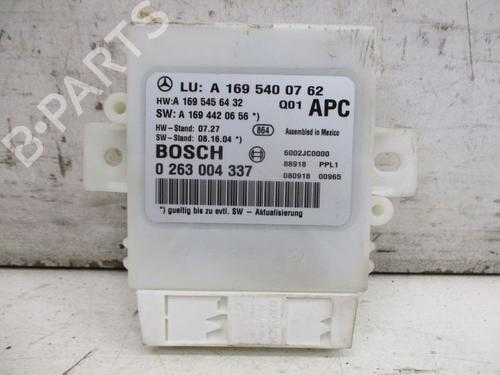 LU: A 169 540 07 62
HW:A 169 545 64 32
Q01 APC
SW: A 169 442 06 56 *)
HW-Stand: 07.27
SW-Stand: 08.16.04 *)
864
Assembled in Mexico
BOSCH
6002JC0000
0 263 004 337
88918 PPL1
080918 00965
*) gueltig bis zu evtl. SW - Aktualisierung
B-PARTS